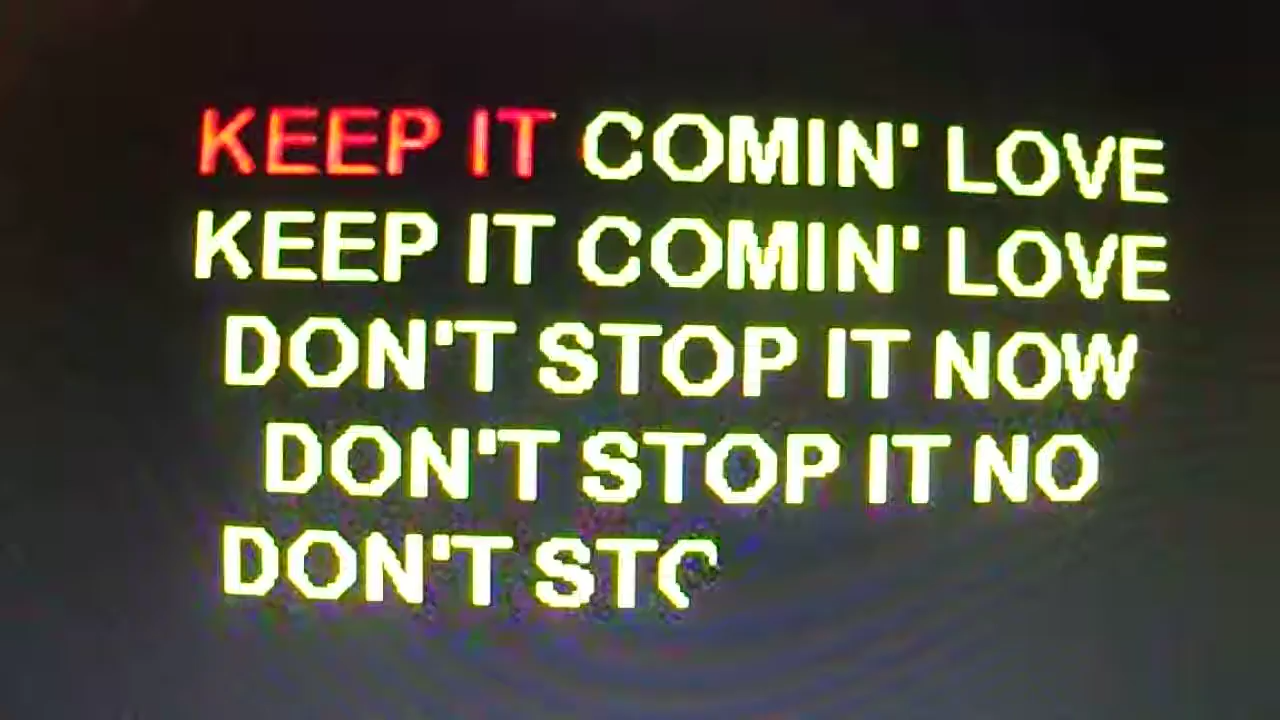 KEEP IT COMIN' LOVE
KEEP IT COMIN' LOVE
DON'T STOP IT NOW
DON'T STOP IT NO
DON'T STO